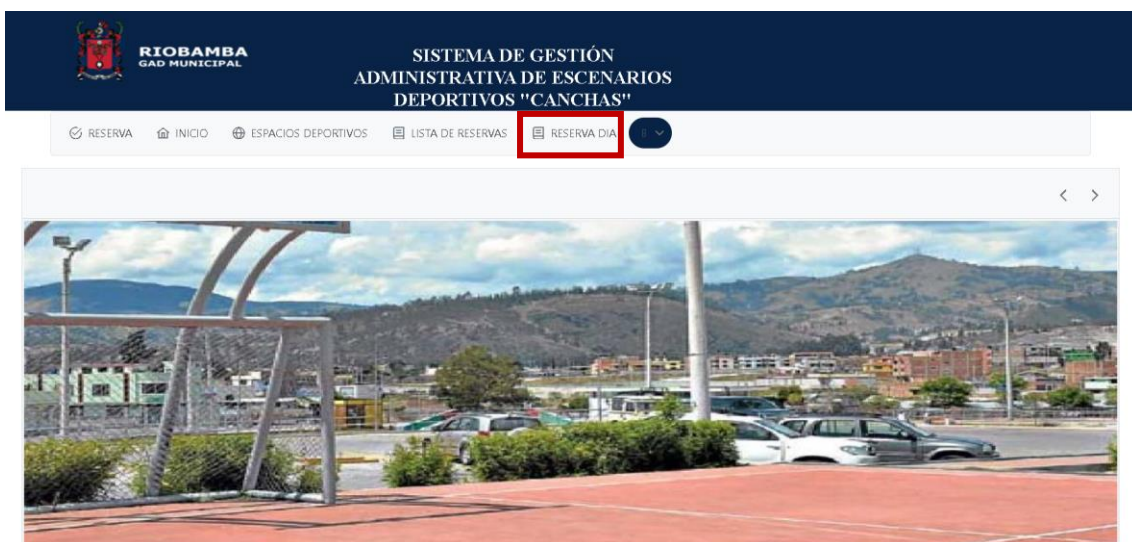 RIOBAMBA
GAD MUNICIPAL
SISTEMA DE GESTIÓN
ADMINISTRATIVA DE ESCENARIOS
DEPORTIVOS "CANCHAS"
RESERVA INICIO ESPACIOS DEPORTIVOS LISTA DE RESERVAS RESERVA DIA